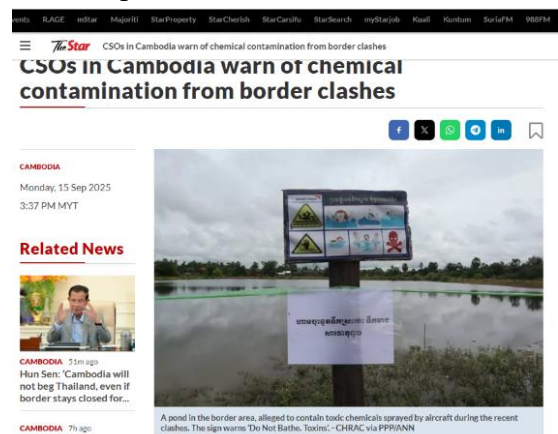 R.AGE mStar Majoriti StarProperty StarCherish StarCarsifu StarSearch myStarjob Kuali Kuntum SuriaFM 988FM
The Star CSOs in Cambodia warn of chemical contamination from border clashes
CSOs in Cambodia warn of chemical
contamination from border clashes
CAMBODIA
Monday, 15 Sep 2025
3:37 PM MYT
Related News
CAMBODIA 51m ago
Hun Sen: 'Cambodia will
not beg Thailand, even if
border stays closed for...
CAMBODIA 7h ago
A pond in the border area, alleged to contain toxic chemicals sprayed by aircraft during the recent
clashes. The sign warns 'Do Not Bathe. Toxins'. –CHRAC via PPP/ANN